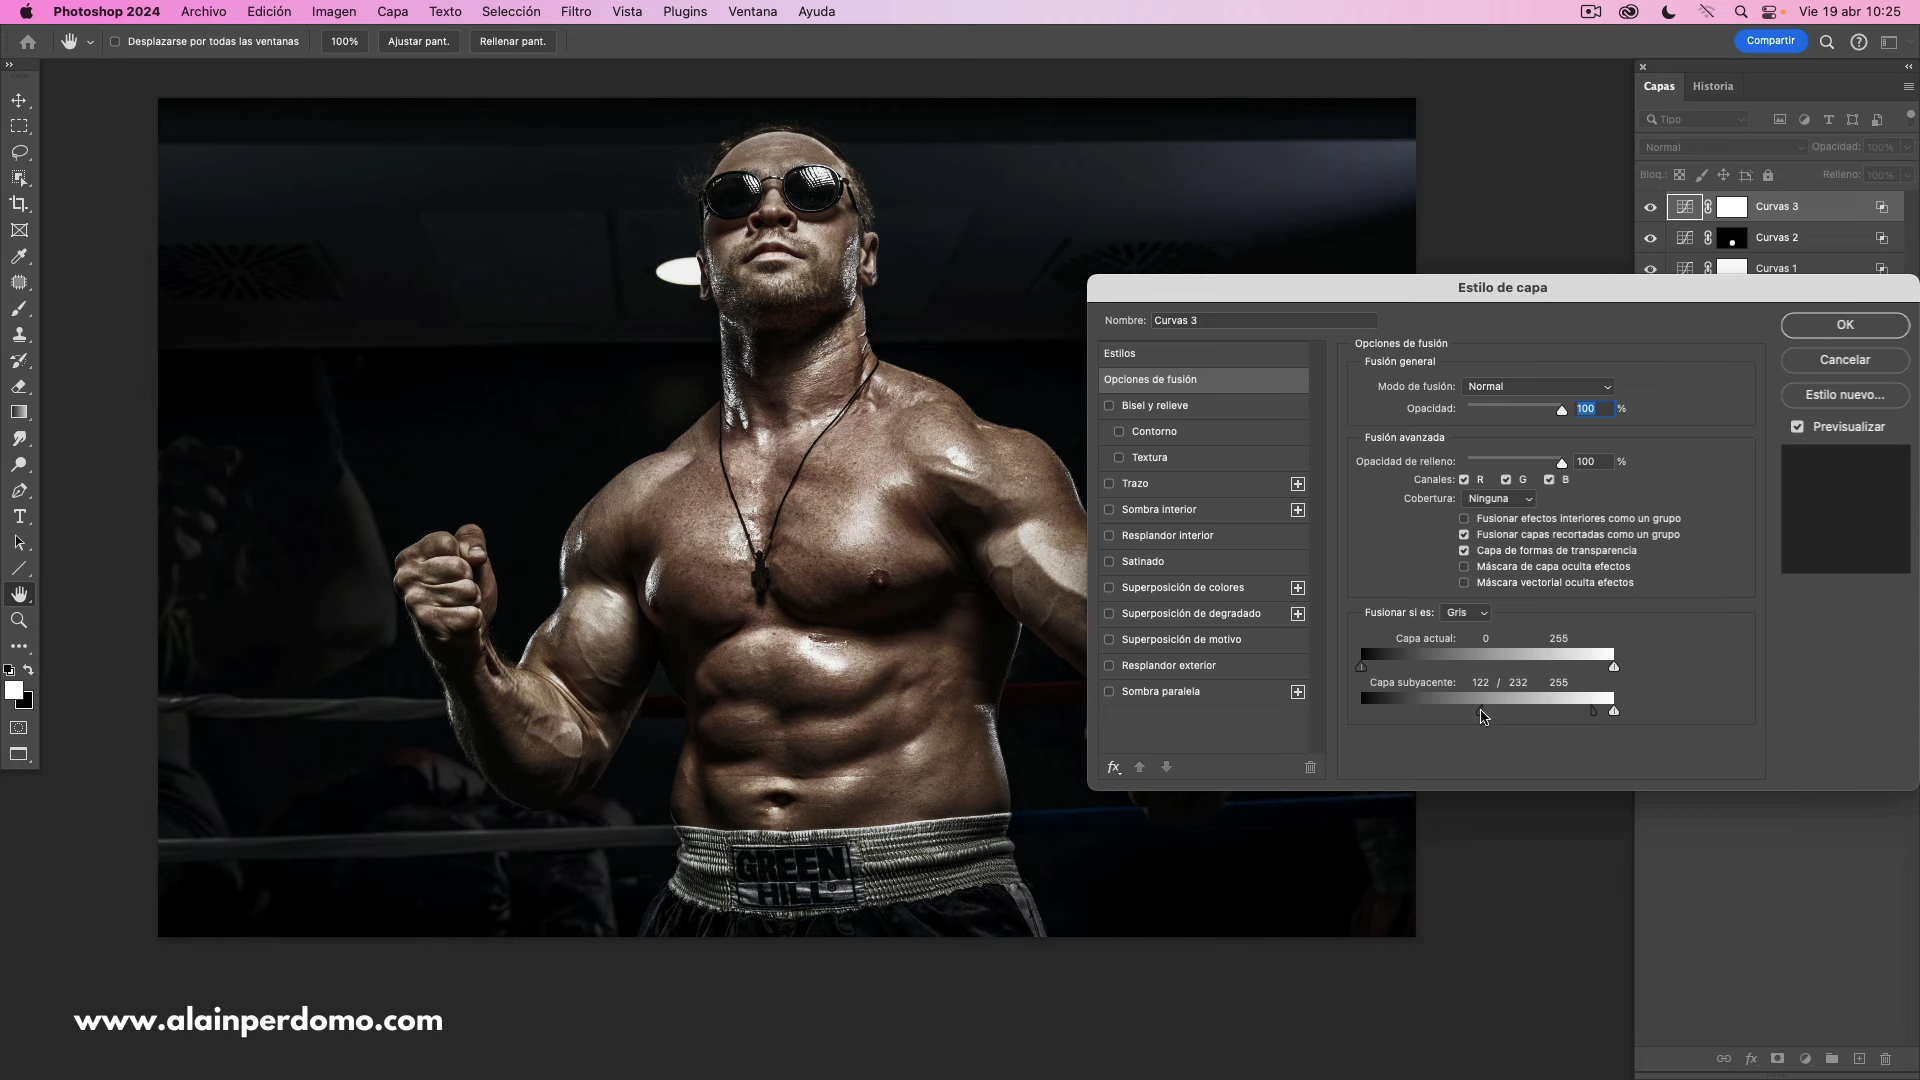 Photoshop 2024 Archivo Edición Imagen Capa Texto Selección Filtro Vista Plugins Ventana Ayuda Vie 19 abr 10:25
Desplazarse por todas las ventanas 100% Ajustar pant. Rellenar pant. Compartir
Capas Historia
Tipo
Normal Opacidad: 100%
Bloq.: Relleno: 100%
Curvas 3
Curvas 2
Curvas 1
Estilo de capa
Nombre: Curvas 3
Estilos
Opciones de fusión
Bisel y relieve
Contorno
Textura
Trazo
Sombra interior
Resplandor interior
Satinado
Superposición de colores
Superposición de degradado
Superposición de motivo
Resplandor exterior
Sombra paralela
fx
Opciones de fusión
Fusión general
Modo de fusión: Normal
Opacidad: 100 %
Fusión avanzada
Opacidad de relleno: 100 %
Canales: R G B
Cobertura: Ninguna
Fusionar efectos interiores como un grupo
Fusionar capas recortadas como un grupo
Capa de formas de transparencia
Máscara de capa oculta efectos
Máscara vectorial oculta efectos
Fusionar si es: Gris
Capa actual: 0 255
Capa subyacente: 122 / 232 255
OK
Cancelar
Estilo nuevo...
Previsualizar
GREEN
HILL
www.alainperdomo.com
fx